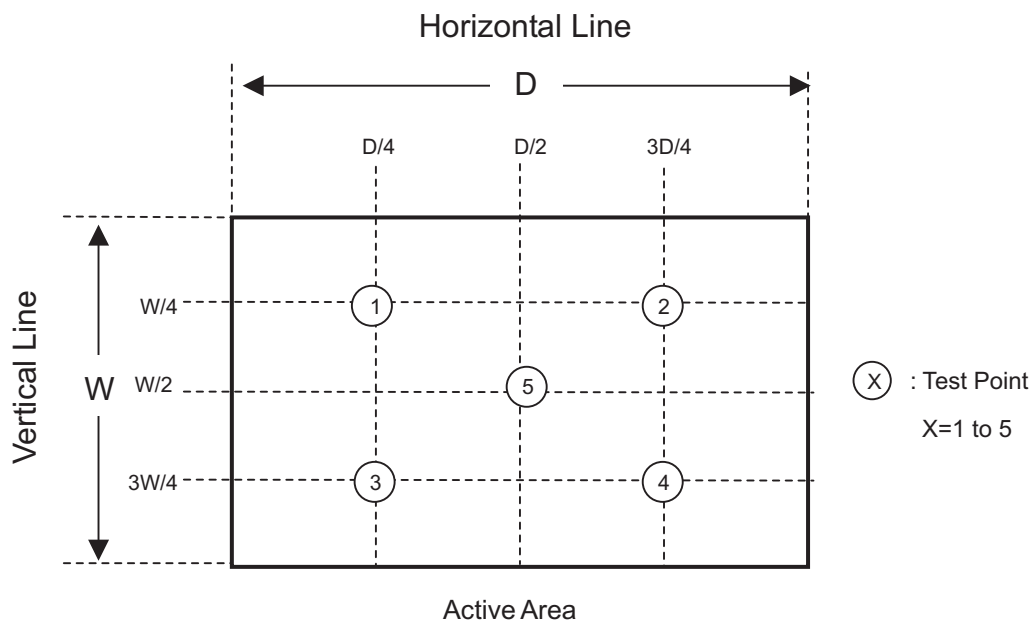 Horizontal Line
D
D/4 D/2 3D/4
W/4 1 2
Vertical Line
W W/2 5 X : Test Point
X=1 to 5
3W/4 3 4
Active Area